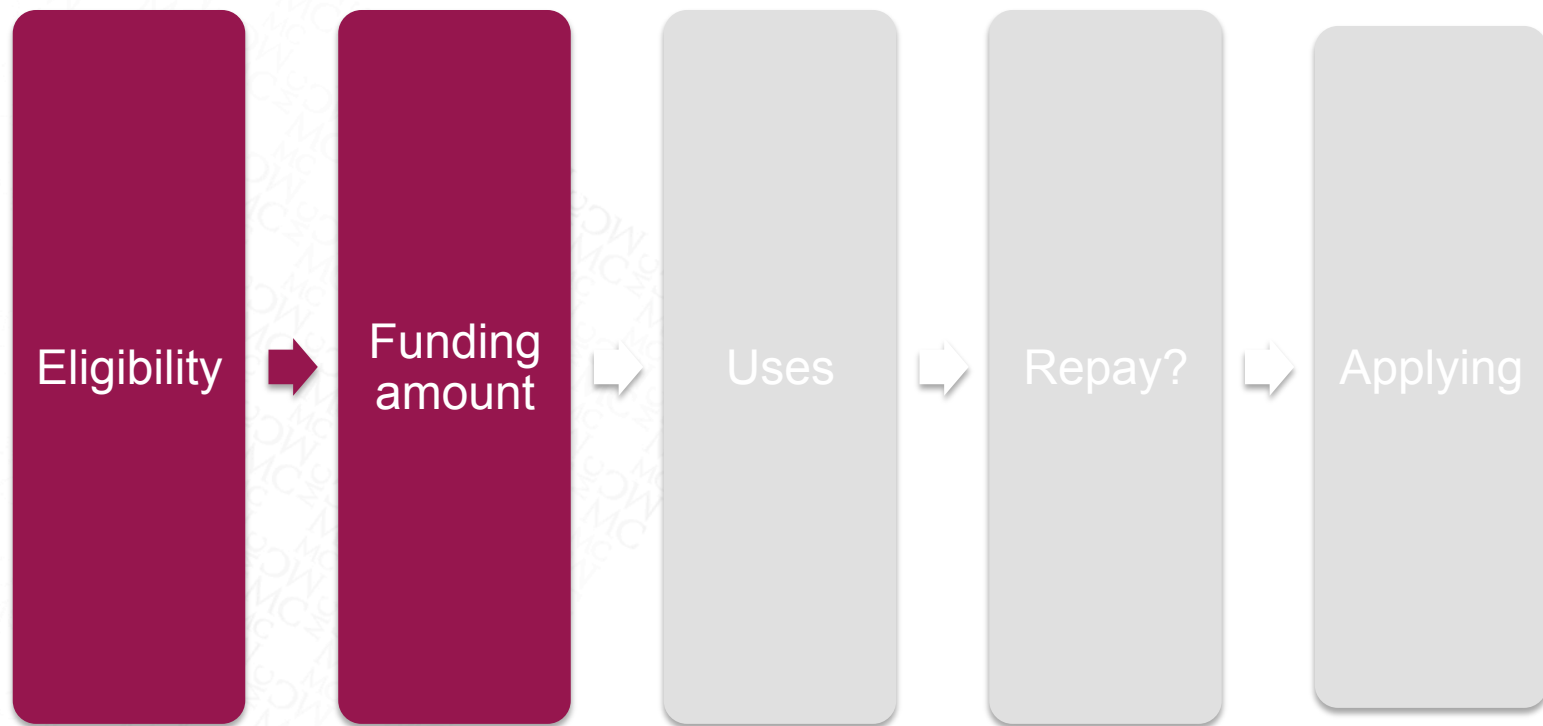 Eligibility
Funding
amount
Uses
Repay?
Applying